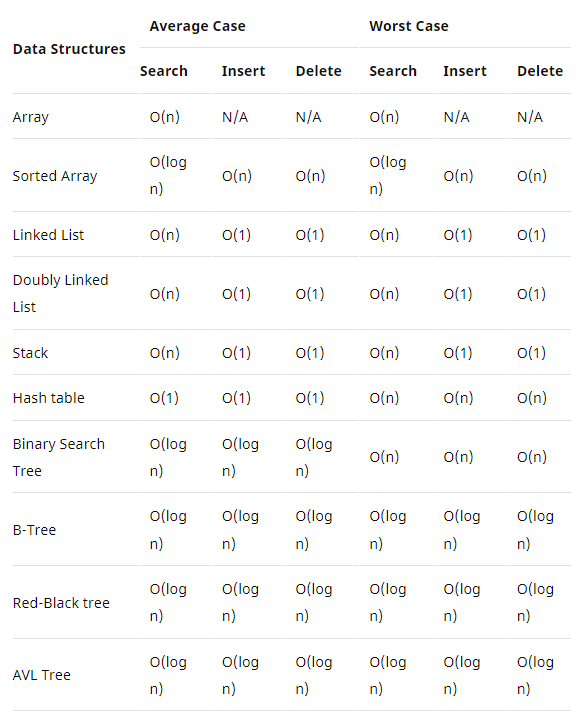 Data Structures Average Case Worst Case
Search Insert Delete Search Insert Delete
Array O(n) N/A N/A O(n) N/A N/A
Sorted Array O(log n) O(n) O(n) O(log n) O(n) O(n)
Linked List O(n) O(1) O(1) O(n) O(1) O(1)
Doubly Linked List O(n) O(1) O(1) O(n) O(1) O(1)
Stack O(n) O(1) O(1) O(n) O(1) O(1)
Hash table O(1) O(1) O(1) O(n) O(n) O(n)
Binary Search Tree O(log n) O(log n) O(log n) O(n) O(n) O(n)
B-Tree O(log n) O(log n) O(log n) O(log n) O(log n) O(log n)
Red-Black tree O(log n) O(log n) O(log n) O(log n) O(log n) O(log n)
AVL Tree O(log n) O(log n) O(log n) O(log n) O(log n) O(log n)